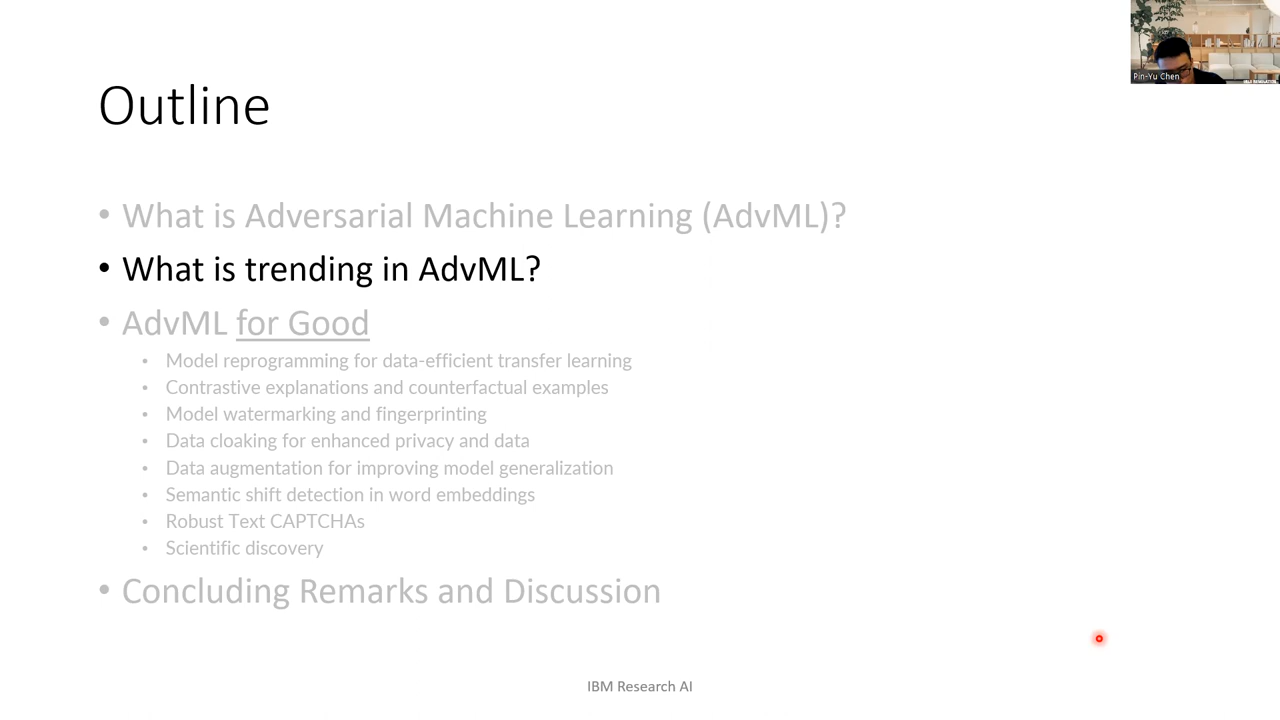 Pin-Yu Chen
Outline
• What is Adversarial Machine Learning (AdvML)?
• What is trending in AdvML?
• AdvML for Good
• Model reprogramming for data-efficient transfer learning
• Contrastive explanations and counterfactual examples
• Model watermarking and fingerprinting
• Data cloaking for enhanced privacy and data
• Data augmentation for improving model generalization
• Semantic shift detection in word embeddings
• Robust Text CAPTCHAs
• Scientific discovery
• Concluding Remarks and Discussion
IBM Research AI